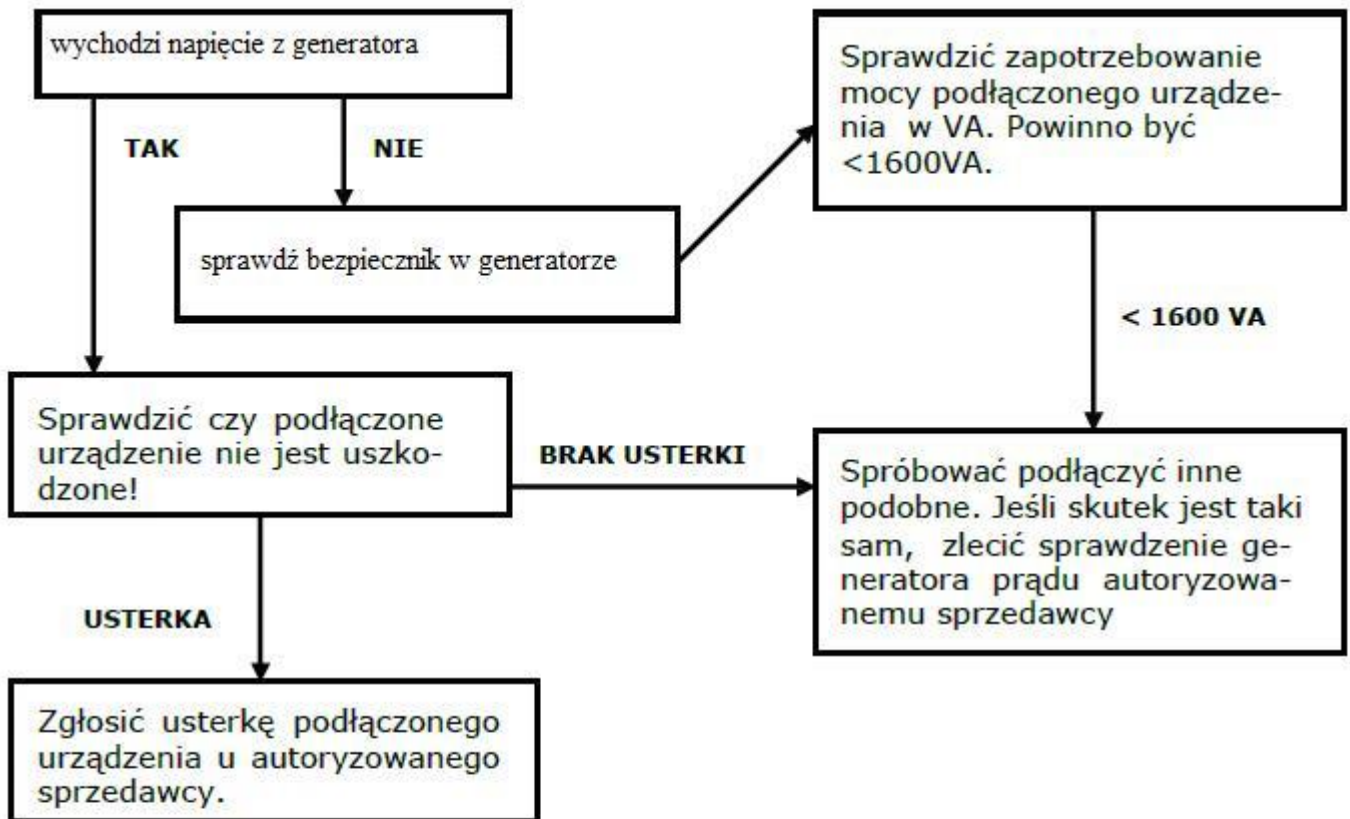 wychodzi napięcie z generatora
TAK
NIE
sprawdź bezpiecznik w generatorze
Sprawdzić zapotrzebowanie
mocy podłączonego urządze-
nia w VA. Powinno być
<1600VA.
< 1600 VA
Sprawdzić czy podłączone
urządzenie nie jest uszko-
dzone!
BRAK USTERKI
Spróbować podłączyć inne
podobne. Jeśli skutek jest taki
sam, zlecić sprawdzenie ge-
neratora prądu autoryzowa-
nemu sprzedawcy
USTERKA
Zgłosić usterkę podłączonego
urządzenia u autoryzowanego
sprzedawcy.